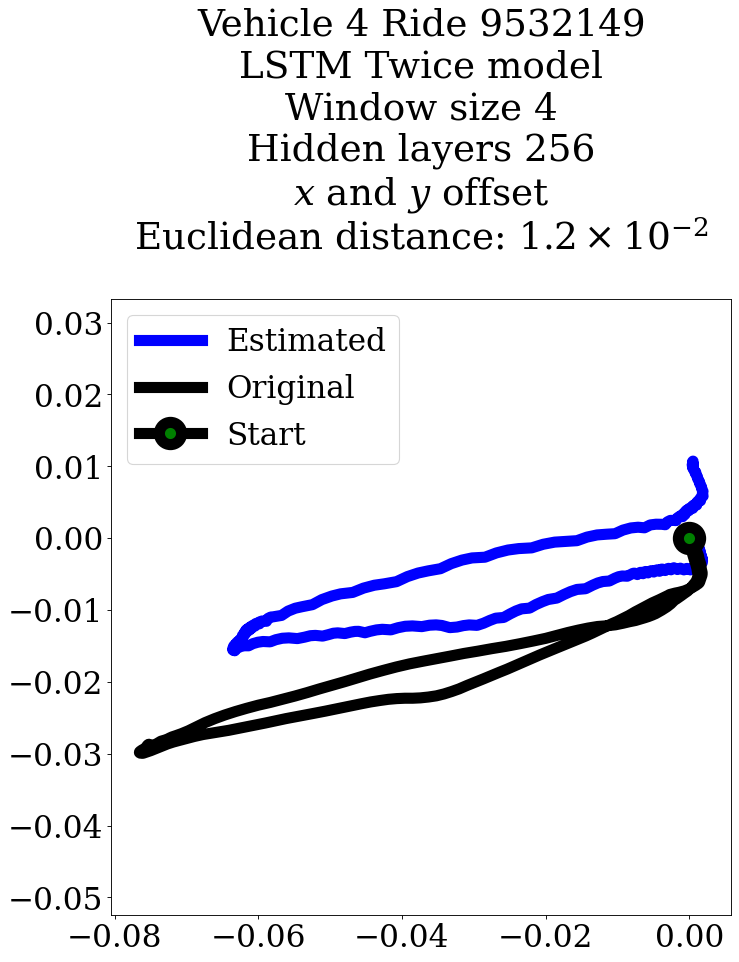 Vehicle 4 Ride 9532149
LSTM Twice model
Window size 4
Hidden layers 256
x and y offset
Euclidean distance: 1.2 × 10⁻²
Estimated
Original
Start
0.03
0.02
0.01
0.00
−0.01
−0.02
−0.03
−0.04
−0.05
−0.08 −0.06 −0.04 −0.02 0.00